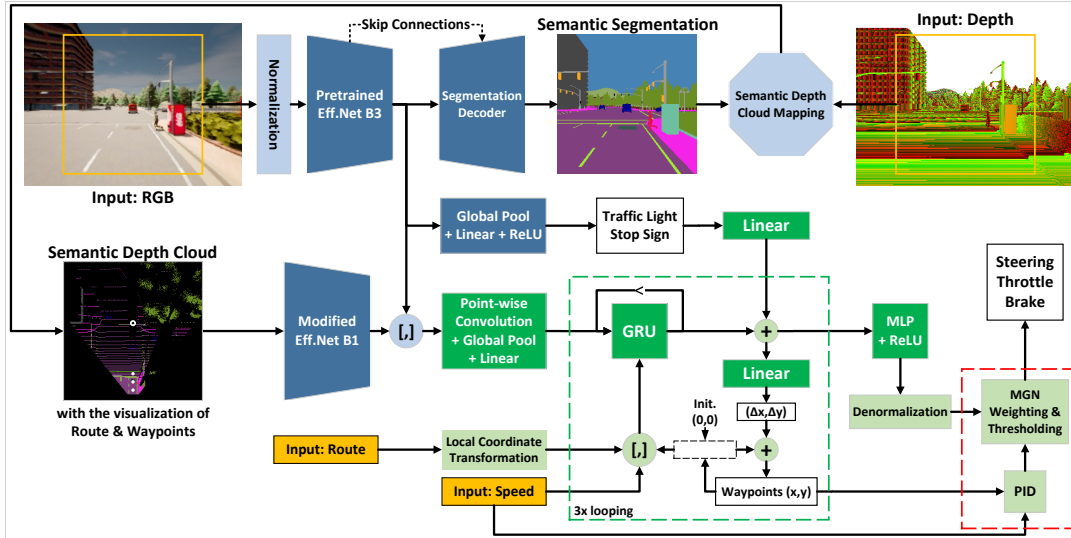 Skip Connections
Semantic Segmentation
Input: Depth
Normalization
Pretrained
Eff.Net B3
Segmentation
Decoder
Semantic Depth
Cloud Mapping
Input: RGB
Global Pool
+ Linear + ReLU
Traffic Light
Stop Sign
Linear
Semantic Depth Cloud
Steering
Throttle
Brake
Modified
Eff.Net B1
[,]
Point-wise
Convolution
+ Global Pool
+ Linear
<
GRU
+
MLP
+ ReLU
Linear
with the visualization of
Route & Waypoints
Init.
(0,0)
(Δx,Δy)
Denormalization
MGN
Weighting &
Thresholding
Input: Route
Local Coordinate
Transformation
[,]
+
Input: Speed
Waypoints (x,y)
PID
3x looping